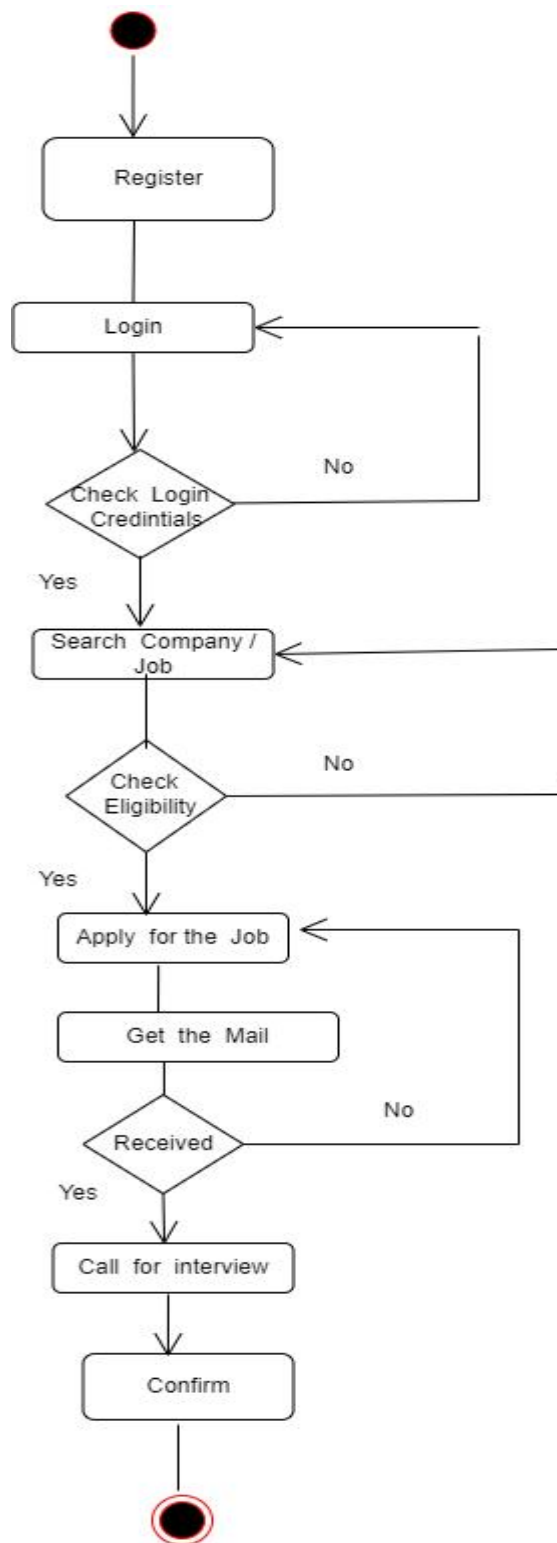 Register
Login
No
Check Login
Credintials
Yes
Search Company /
Job
No
Check
Eligibility
Yes
Apply for the Job
Get the Mail
No
Received
Yes
Call for interview
Confirm